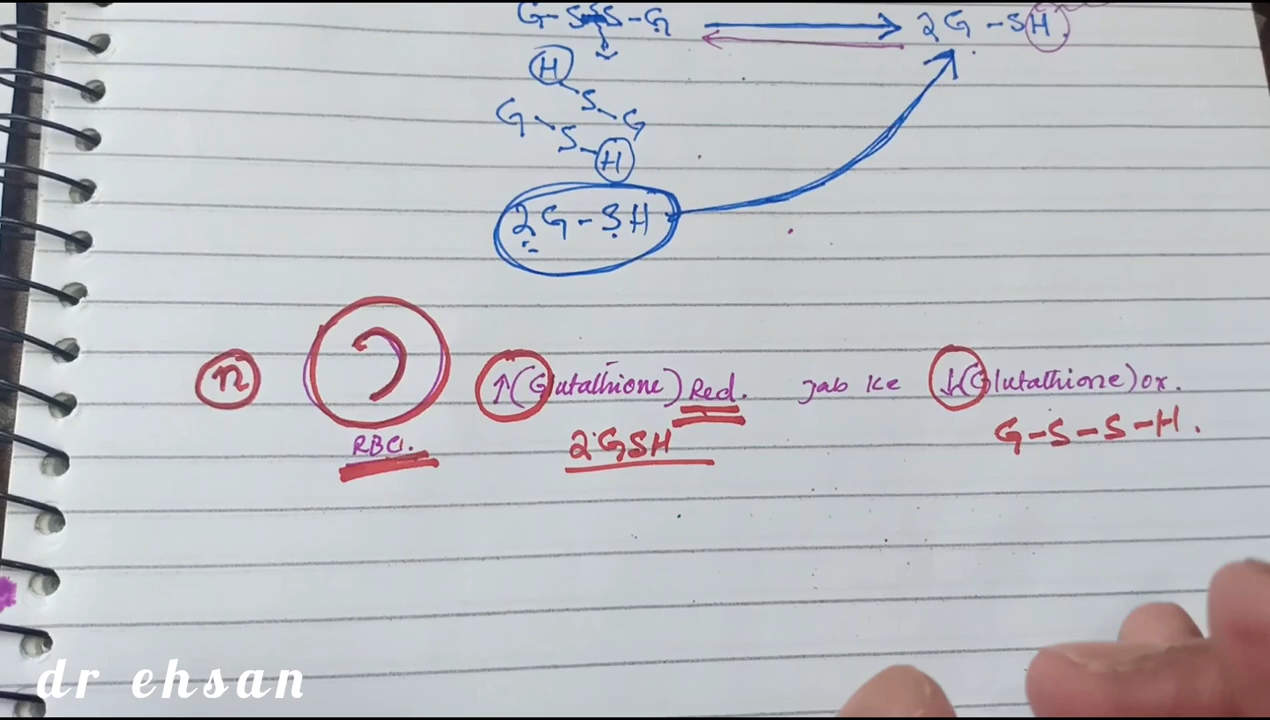 G-S-S-G 2G-SH
H
S-G
G-S-H
2G-SH
n ↑(Glutathione) Red. Jab ke ↓(Glutathione) ox.
RBC. 2GSH G-S-S-H.
dr ehsan